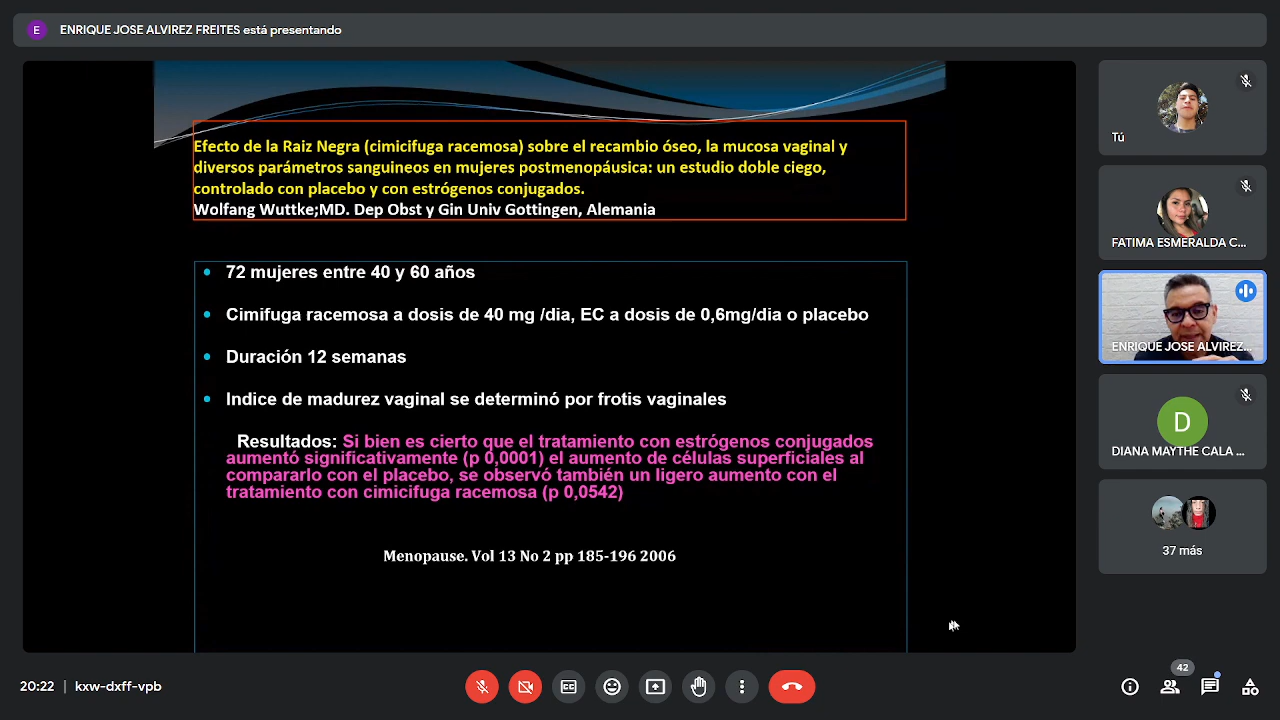 E ENRIQUE JOSE ALVIREZ FREITES está presentando
Efecto de la Raiz Negra (cimicifuga racemosa) sobre el recambio óseo, la mucosa vaginal y
diversos parámetros sanguineos en mujeres postmenopáusica: un estudio doble ciego,
controlado con placebo y con estrógenos conjugados.
Wolfang Wuttke;MD. Dep Obst y Gin Univ Gottingen, Alemania
• 72 mujeres entre 40 y 60 años
• Cimifuga racemosa a dosis de 40 mg /dia, EC a dosis de 0,6mg/dia o placebo
• Duración 12 semanas
• Indice de madurez vaginal se determinó por frotis vaginales
Resultados: Si bien es cierto que el tratamiento con estrógenos conjugados
aumentó significativamente (p 0,0001) el aumento de células superficiales al
compararlo con el placebo, se observó también un ligero aumento con el
tratamiento con cimicifuga racemosa (p 0,0542)
Menopause. Vol 13 No 2 pp 185-196 2006
Tú
FATIMA ESMERALDA C...
ENRIQUE JOSE ALVIREZ...
D
DIANA MAYTHE CALA ...
37 más
20:22 | kxw-dxff-vpb
42